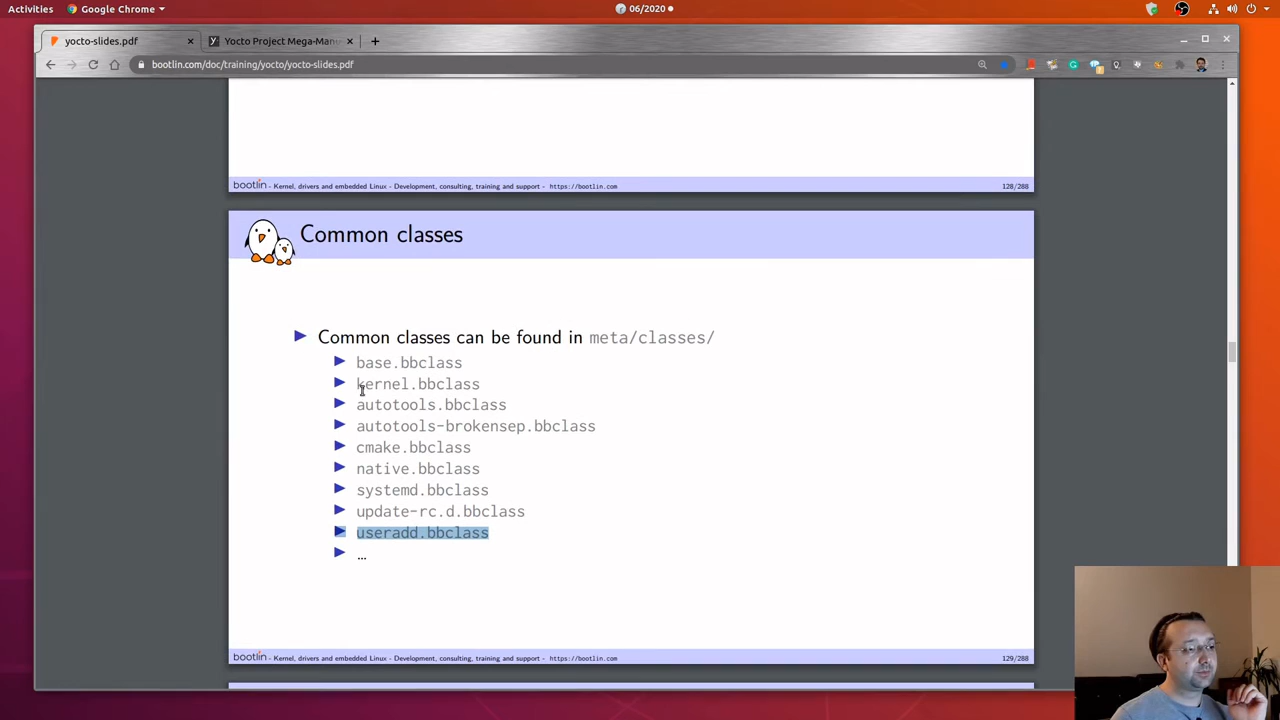 Activities
Google Chrome
06/2020
yocto-slides.pdf
Yocto Project Mega-Man
bootlin.com/doc/training/yocto/yocto-slides.pdf
bootlin - Kernel, drivers and embedded Linux - Development, consulting, training and support - https://bootlin.com
128/288
Common classes
Common classes can be found in meta/classes/
base.bbclass
kernel.bbclass
autotools.bbclass
autotools-brokensep.bbclass
cmake.bbclass
native.bbclass
systemd.bbclass
update-rc.d.bbclass
useradd.bbclass
...
bootlin - Kernel, drivers and embedded Linux - Development, consulting, training and support - https://bootlin.com
129/288